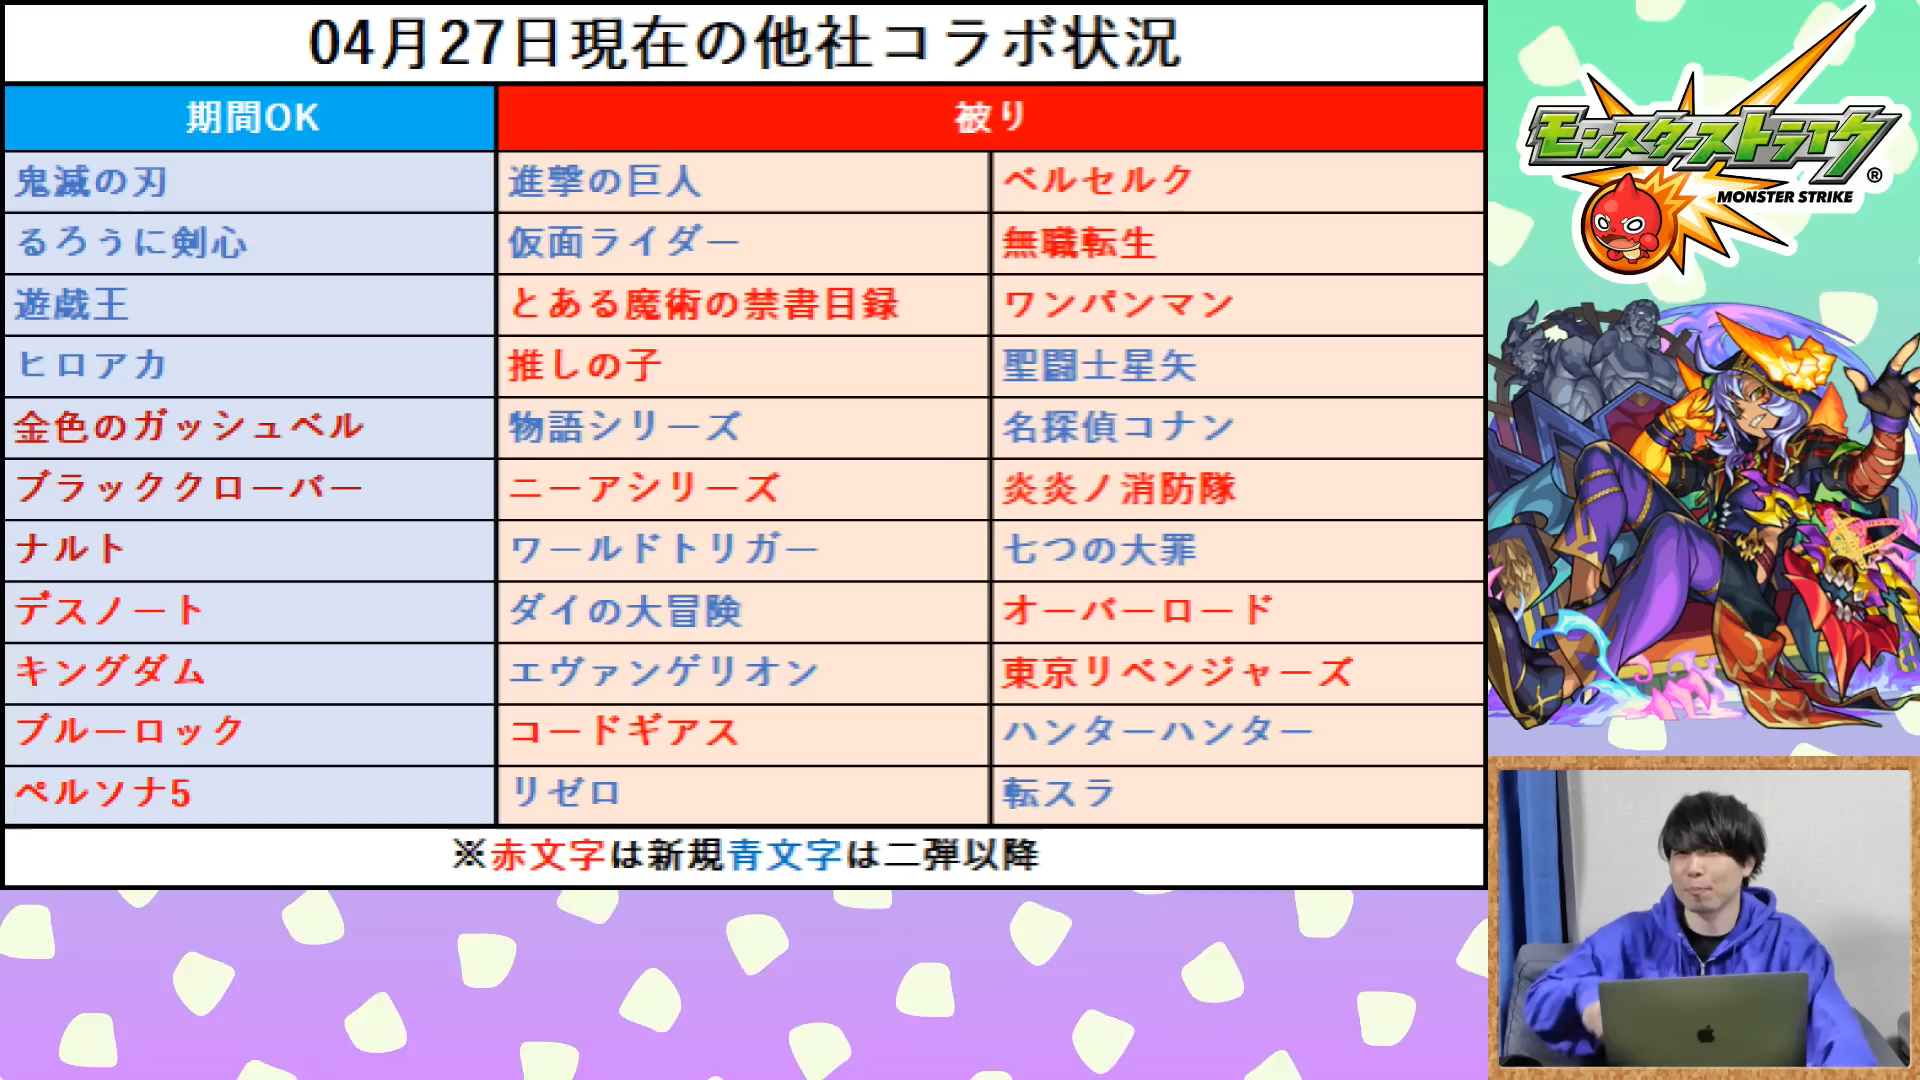 04月27日現在の他社コラボ状況
期間OK 被り
鬼滅の刃 進撃の巨人 ベルセルク
るろうに剣心 仮面ライダー 無職転生
遊戯王 とある魔術の禁書目録 ワンパンマン
ヒロアカ 推しの子 聖闘士星矢
金色のガッシュベル 物語シリーズ 名探偵コナン
ブラッククローバー ニーアシリーズ 炎炎ノ消防隊
ナルト ワールドトリガー 七つの大罪
デスノート ダイの大冒険 オーバーロード
キングダム エヴァンゲリオン 東京リベンジャーズ
ブルーロック コードギアス ハンターハンター
ペルソナ5 リゼロ 転スラ
※赤文字は新規青文字は二弾以降
モンスターストライク®
MONSTER STRIKE